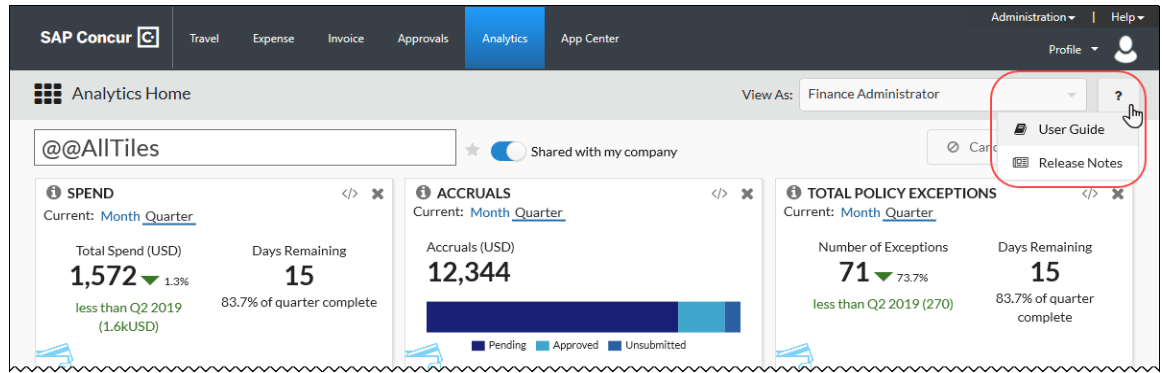 Administration | Help
SAP Concur C Travel Expense Invoice Approvals Analytics App Center
Profile
Analytics Home View As: Finance Administrator ?
User Guide
@@AllTiles Shared with my company
Release Notes
SPEND </>
Current: Month Quarter
Total Spend (USD) Days Remaining
1,572 1.3% 15
less than Q2 2019 83.7% of quarter complete
(1.6kUSD)
ACCRUALS </>
Current: Month Quarter
Accruals (USD)
12,344
Pending Approved Unsubmitted
TOTAL POLICY EXCEPTIONS </>
Current: Month Quarter
Number of Exceptions Days Remaining
71 73.7% 15
less than Q2 2019 (270) 83.7% of quarter
complete